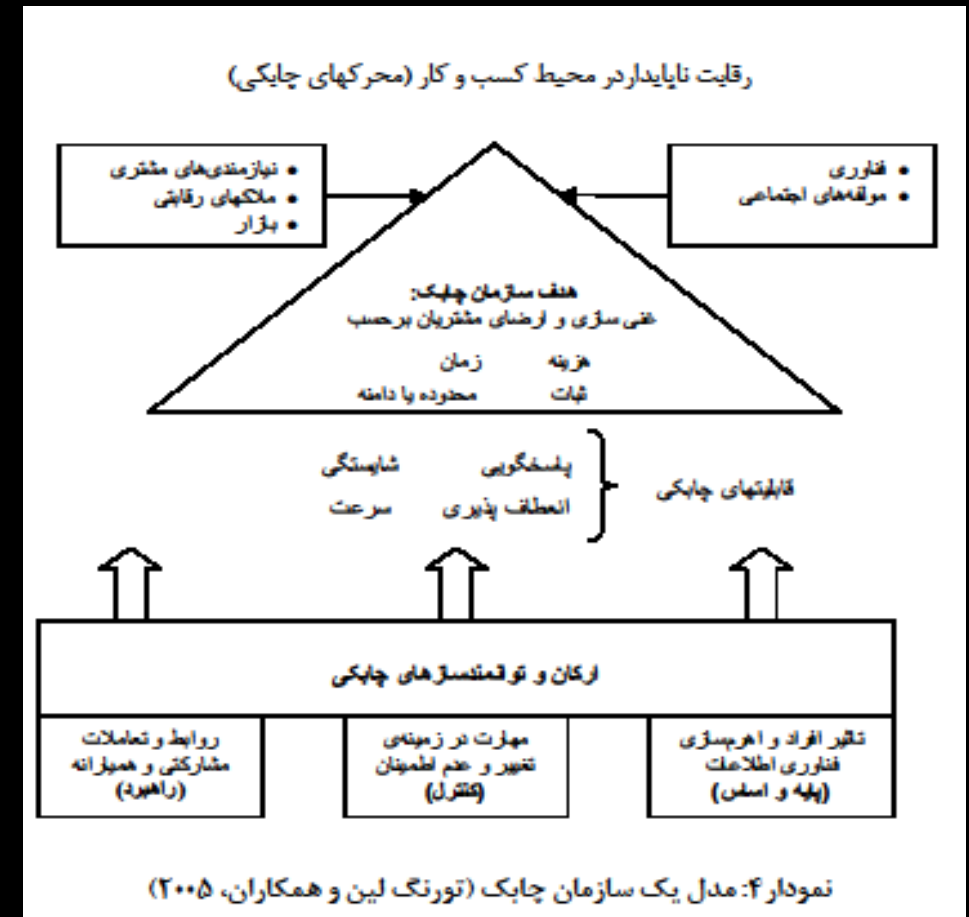 رقابت ناپایداردر محیط کسب و کار (محرکهای چابکی)
• فناوری
• مولفه‌های اجتماعی
• نیازمندی‌های مشتری
• ملاکهای رقابتی
• بازار
هدف سازمان چابک:
غنی سازی و ارضای مشتریان برحسب
هزینه زمان
ثبات محدوده یا دامنه
قابلیتهای چابکی
پاسخگویی شایستگی
انعطاف پذیری سرعت
ارکان و توانمندسازهای چابکی
تاثیر افراد و اهرم‌سازی
فناوری اطلاعات
(پایه و اساس)
مهارت در زمینه‌ی
تغییر و عدم اطمینان
(کنترل)
روابط و تعاملات
مشارکتی و همیارانه
(راهبرد)
نمودار ۴: مدل یک سازمان چابک (تورنگ لین و همکاران، ۲۰۰۵)